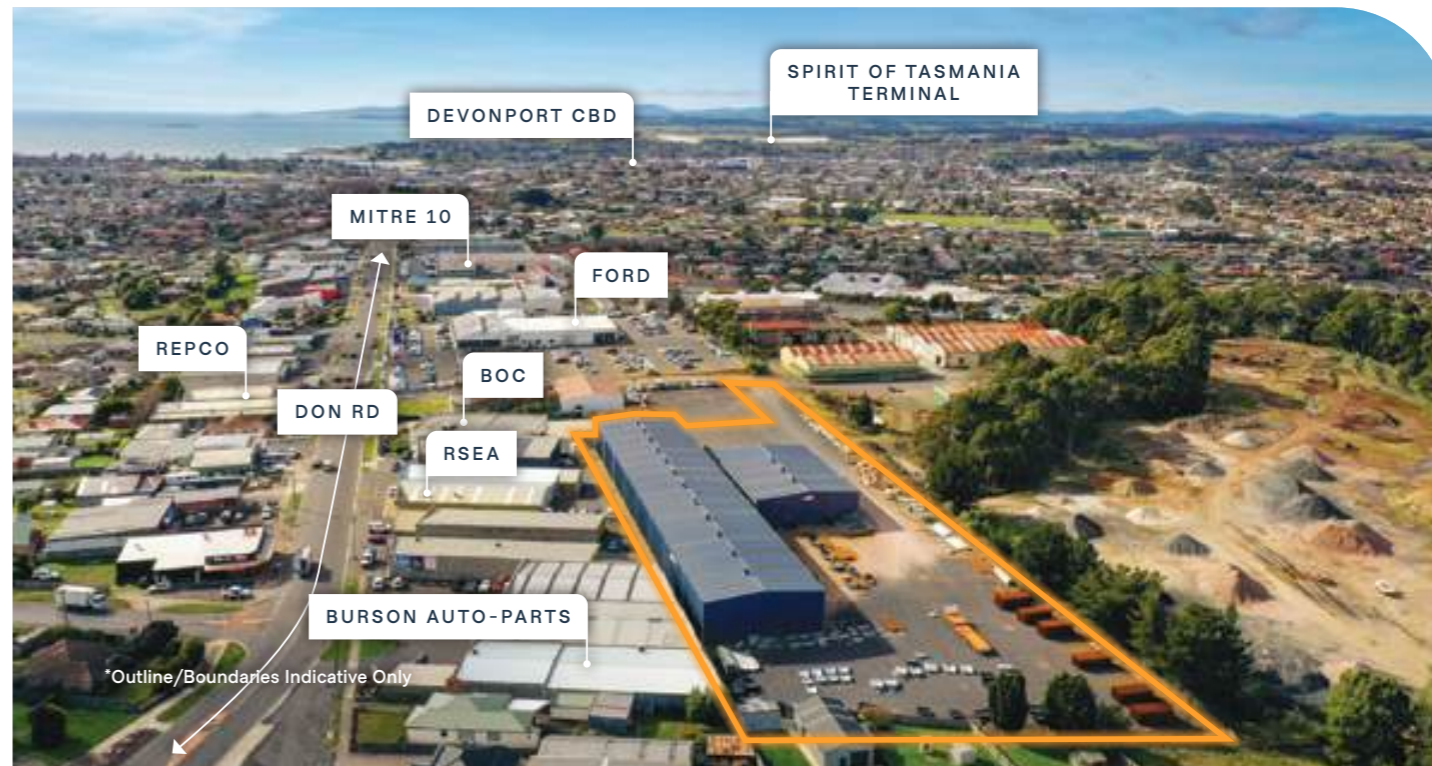 SPIRIT OF TASMANIA
TERMINAL
DEVONPORT CBD
MITRE 10
FORD
REPCO
BOC
DON RD
RSEA
BURSON AUTO-PARTS
*Outline/Boundaries Indicative Only